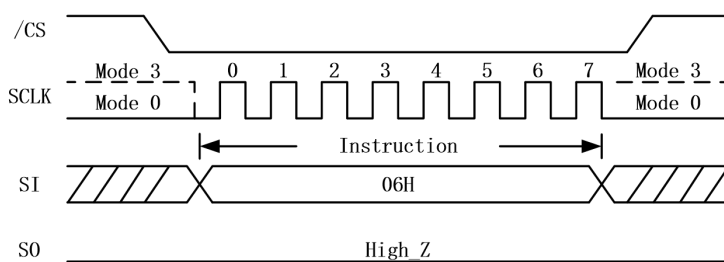 /CS
Mode 3 0 1 2 3 4 5 6 7 Mode 3
SCLK
Mode 0 Mode 0
Instruction
SI 06H
SO High_Z